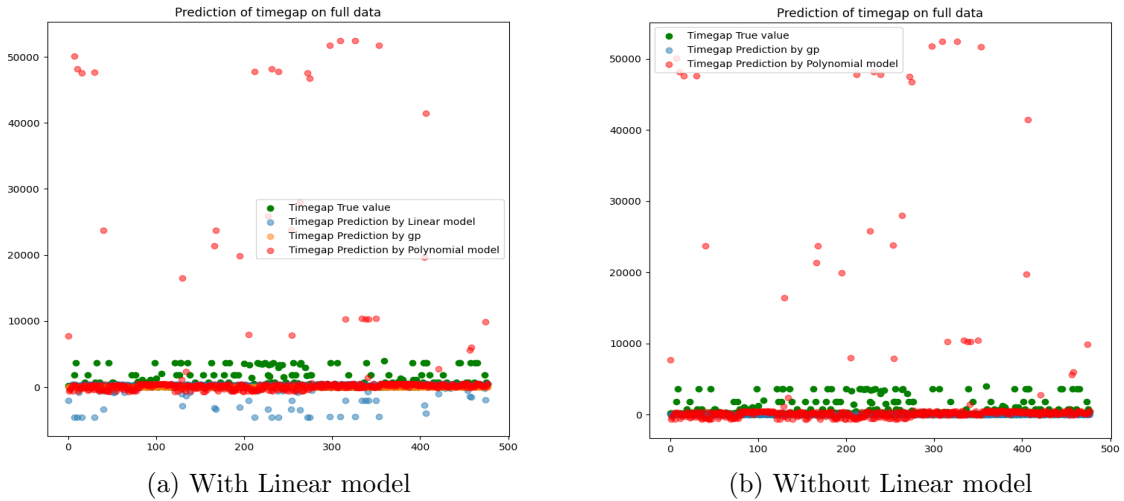 Prediction of timegap on full data
50000
40000
30000
20000
10000
0
0
100
200
300
400
500
Timegap True value
Timegap Prediction by Linear model
Timegap Prediction by gp
Timegap Prediction by Polynomial model
(a) With Linear model
Prediction of timegap on full data
50000
40000
30000
20000
10000
0
0
100
200
300
400
500
Timegap True value
Timegap Prediction by gp
Timegap Prediction by Polynomial model
(b) Without Linear model